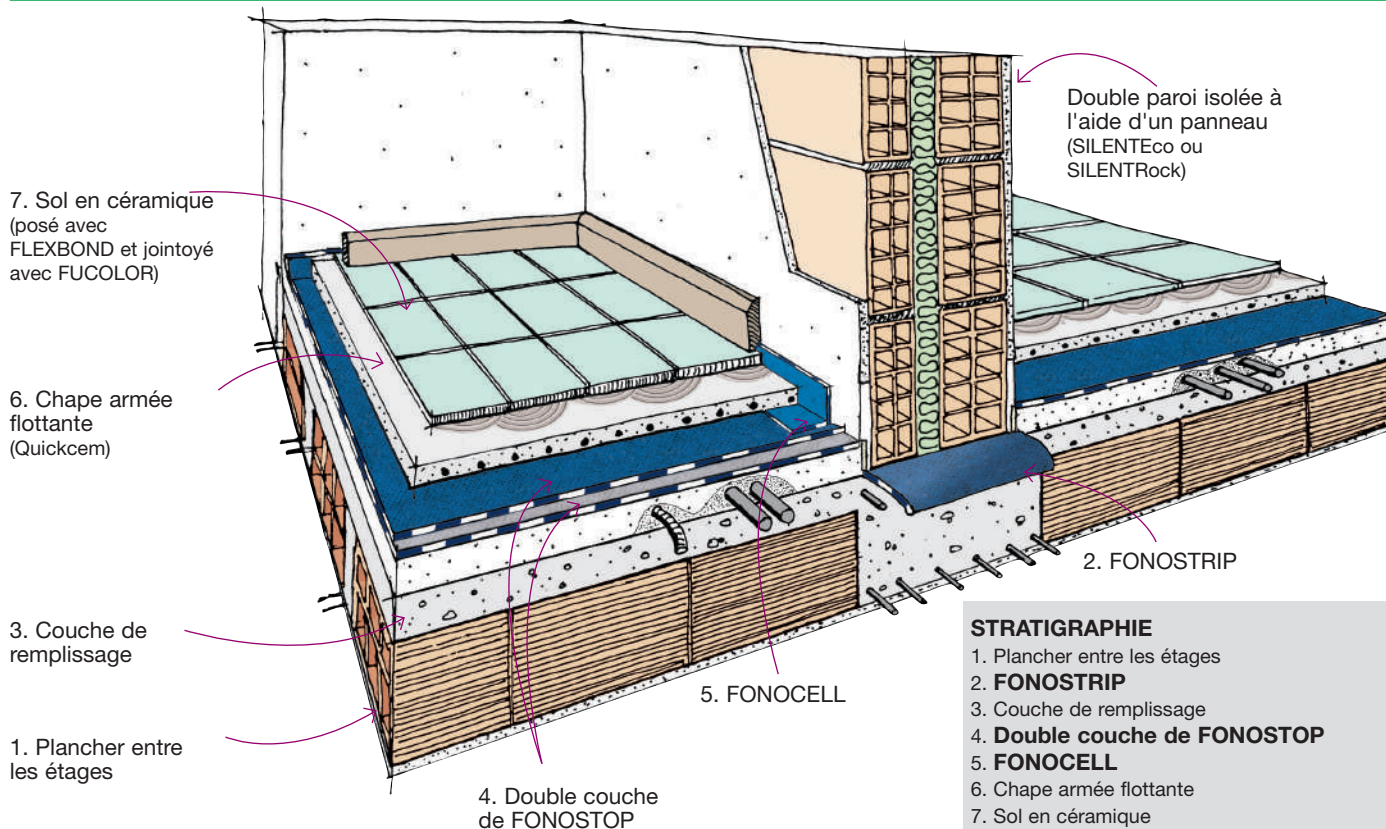 Double paroi isolée à
l'aide d'un panneau
(SILENTEco ou
SILENTRock)
7. Sol en céramique
(posé avec
FLEXBOND et jointoyé
avec FUCOLOR)
6. Chape armée
flottante
(Quickcem)
3. Couche de
remplissage
1. Plancher entre
les étages
4. Double couche
de FONOSTOP
5. FONOCELL
2. FONOSTRIP
STRATIGRAPHIE
1. Plancher entre les étages
2. FONOSTRIP
3. Couche de remplissage
4. Double couche de FONOSTOP
5. FONOCELL
6. Chape armée flottante
7. Sol en céramique